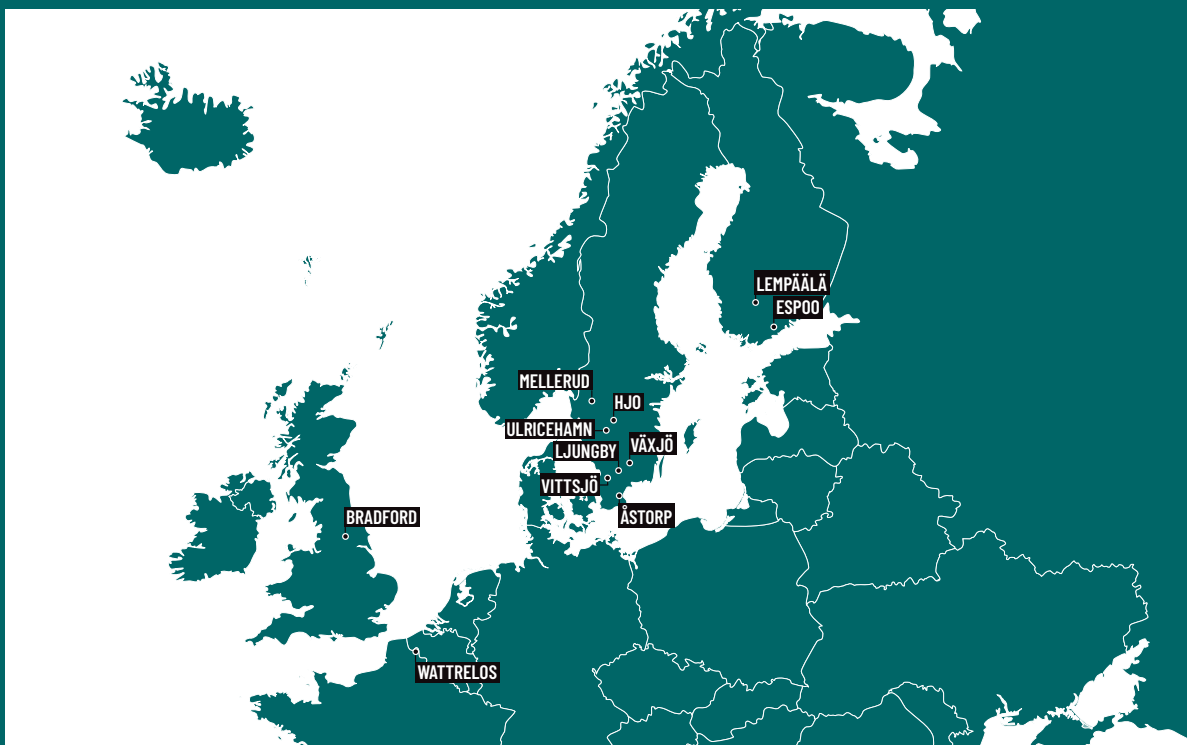 LEMPÄÄLÄ
ESPOO
MELLERUD
HJO
ULRICEHAMN
LJUNGBY
VÄXJÖ
VITTSJÖ
ÅSTORP
BRADFORD
WATTRELOS